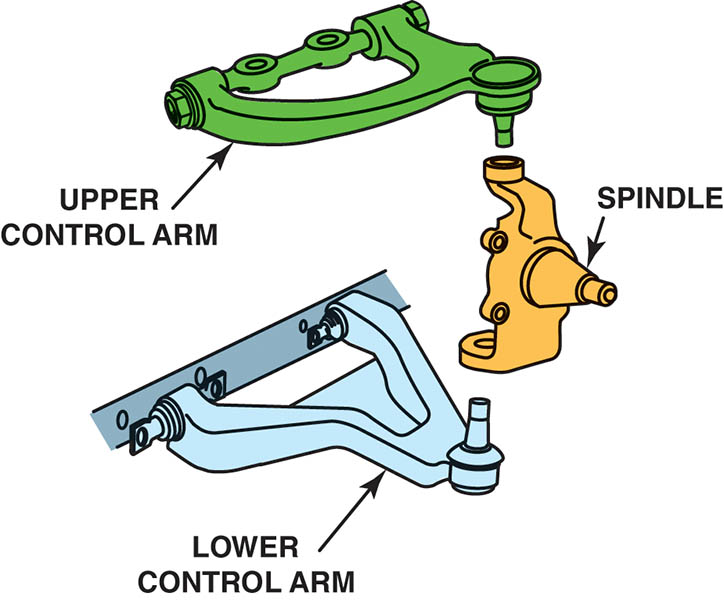 UPPER
CONTROL ARM
SPINDLE
LOWER
CONTROL ARM